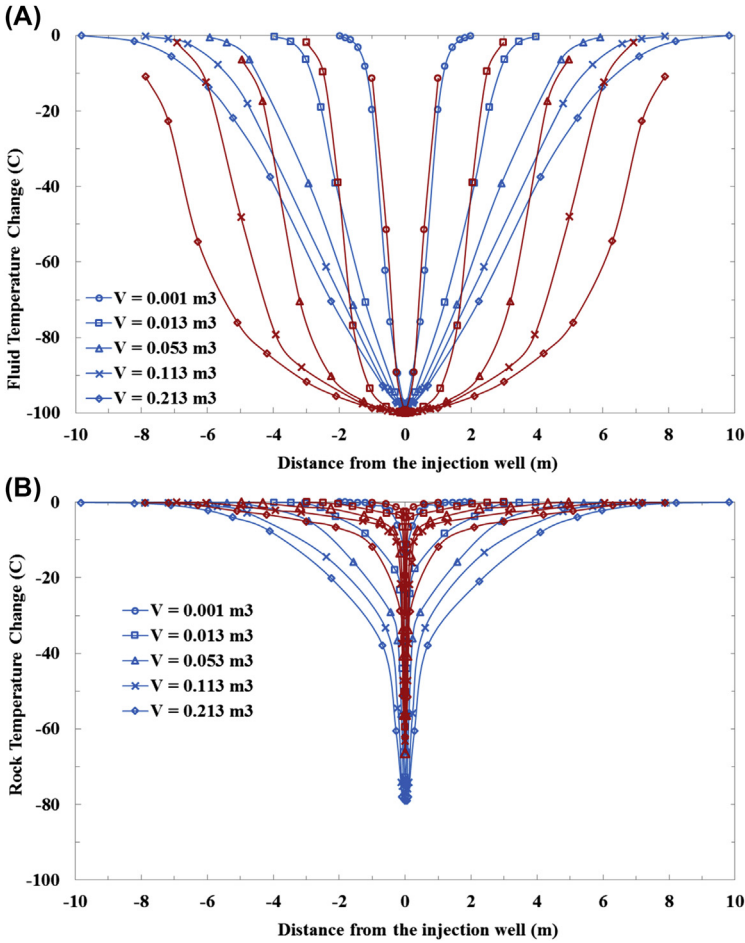 (A)
0
-20
-40
-60
-80
-100
Fluid Temperature Change (C)
V = 0.001 m3
V = 0.013 m3
V = 0.053 m3
V = 0.113 m3
V = 0.213 m3
-10 -8 -6 -4 -2 0 2 4 6 8 10
Distance from the injection well (m)
(B)
0
-20
-40
-60
-80
-100
Rock Temperature Change (C)
V = 0.001 m3
V = 0.013 m3
V = 0.053 m3
V = 0.113 m3
V = 0.213 m3
-10 -8 -6 -4 -2 0 2 4 6 8 10
Distance from the injection well (m)